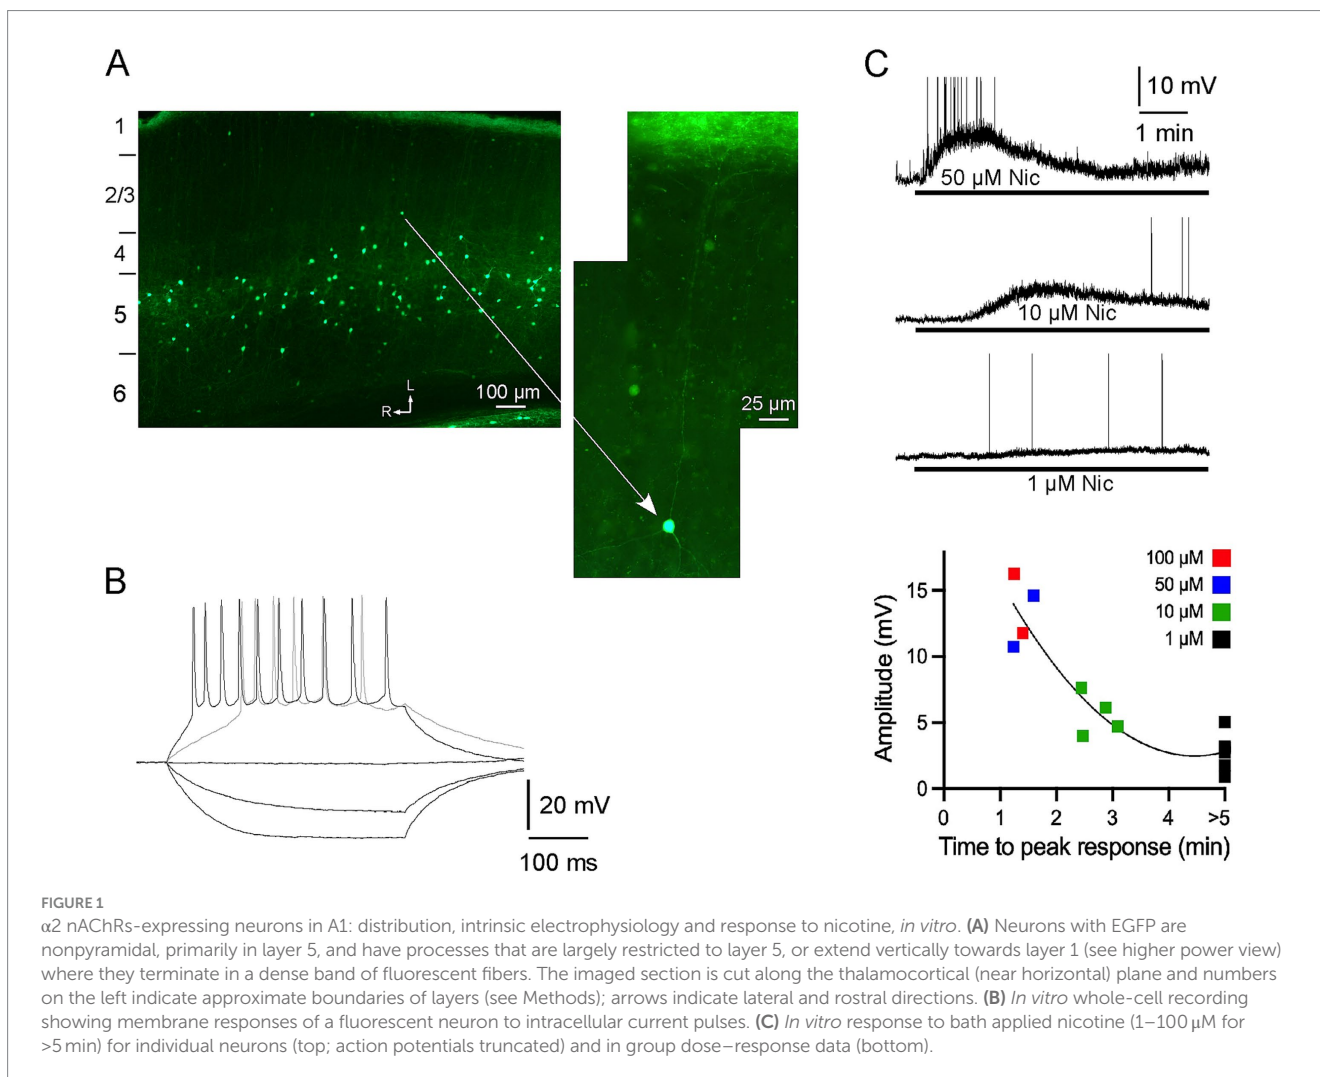 A
1
2/3
4
5
6
L
R
100 µm
25 µm
B
20 mV
100 ms
C
10 mV
1 min
50 µM Nic
10 µM Nic
1 µM Nic
100 µM
50 µM
10 µM
1 µM
Amplitude (mV)
15
10
5
0
0 1 2 3 4 >5
Time to peak response (min)
FIGURE 1
α2 nAChRs-expressing neurons in A1: distribution, intrinsic electrophysiology and response to nicotine, in vitro. (A) Neurons with EGFP are
nonpyramidal, primarily in layer 5, and have processes that are largely restricted to layer 5, or extend vertically towards layer 1 (see higher power view)
where they terminate in a dense band of fluorescent fibers. The imaged section is cut along the thalamocortical (near horizontal) plane and numbers
on the left indicate approximate boundaries of layers (see Methods); arrows indicate lateral and rostral directions. (B) In vitro whole-cell recording
showing membrane responses of a fluorescent neuron to intracellular current pulses. (C) In vitro response to bath applied nicotine (1–100 µM for
>5 min) for individual neurons (top; action potentials truncated) and in group dose–response data (bottom).